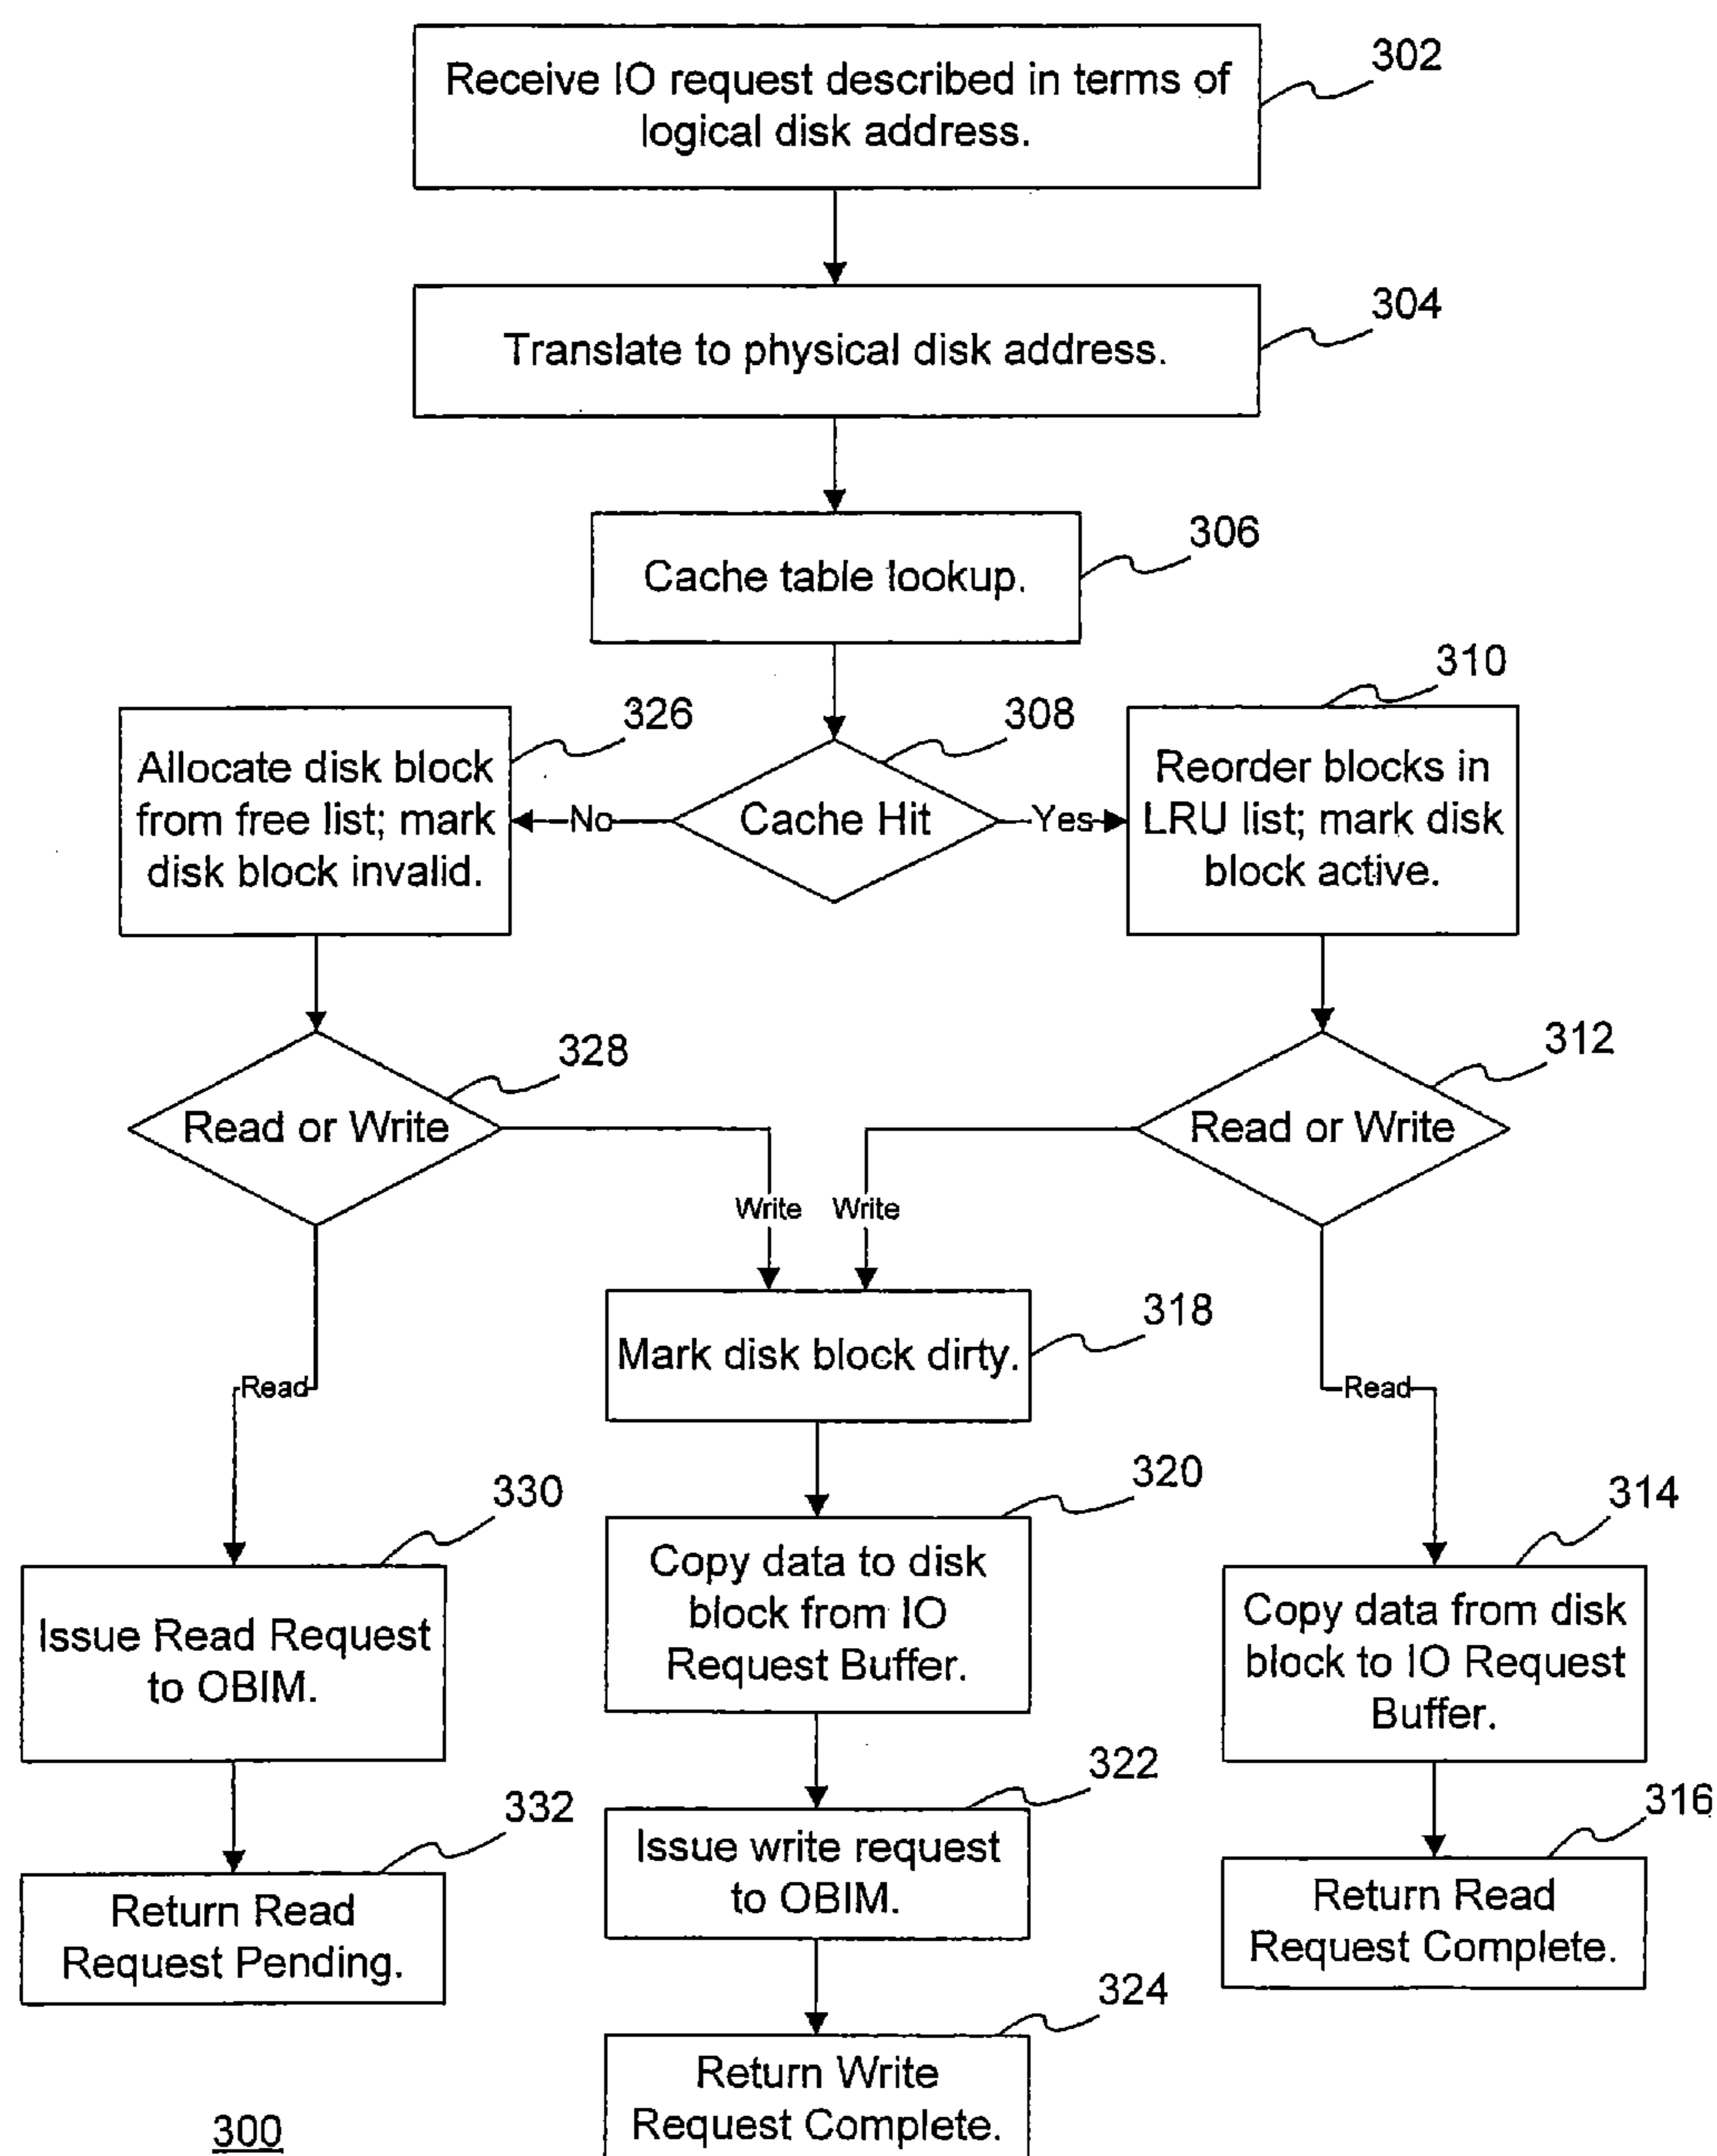 302
Receive IO request described in terms of
logical disk address.
304
Translate to physical disk address.
306
Cache table lookup.
310
326
308
Allocate disk block
from free list; mark
disk block invalid.
No
Cache Hit
Yes
Reorder blocks in
LRU list; mark disk
block active.
328
Read or Write
312
Read or Write
Write
Write
318
Mark disk block dirty.
Read
Read
330
Issue Read Request
to OBIM.
320
Copy data to disk
block from IO
Request Buffer.
314
Copy data from disk
block to IO Request
Buffer.
332
Return Read
Request Pending.
322
Issue write request
to OBIM.
316
Return Read
Request Complete.
324
Return Write
Request Complete.
300